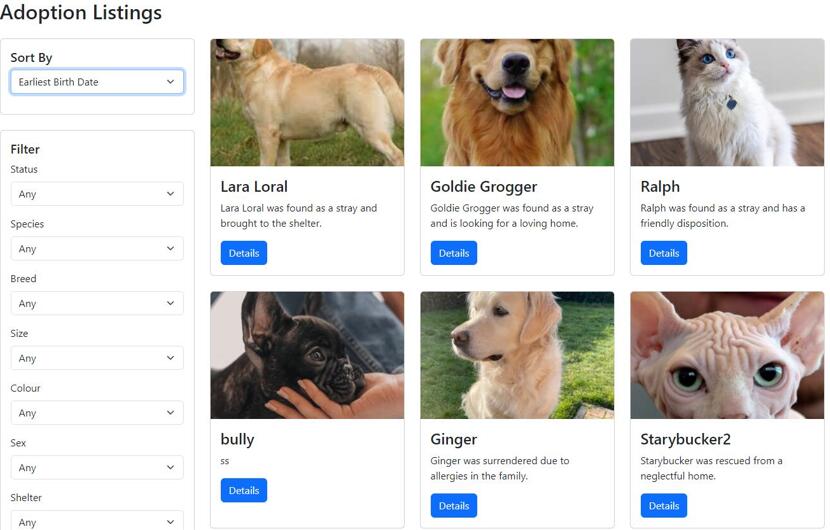 Adoption Listings
Sort By
Earliest Birth Date
Filter
Status
Any
Species
Any
Breed
Any
Size
Any
Colour
Any
Sex
Any
Shelter
Any
Lara Loral
Lara Loral was found as a stray and
brought to the shelter.
Details
Goldie Grogger
Goldie Grogger was found as a stray
and is looking for a loving home.
Details
Ralph
Ralph was found as a stray and has a
friendly disposition.
Details
bully
ss
Details
Ginger
Ginger was surrendered due to
allergies in the family.
Details
Starybucker2
Starybucker was rescued from a
neglectful home.
Details